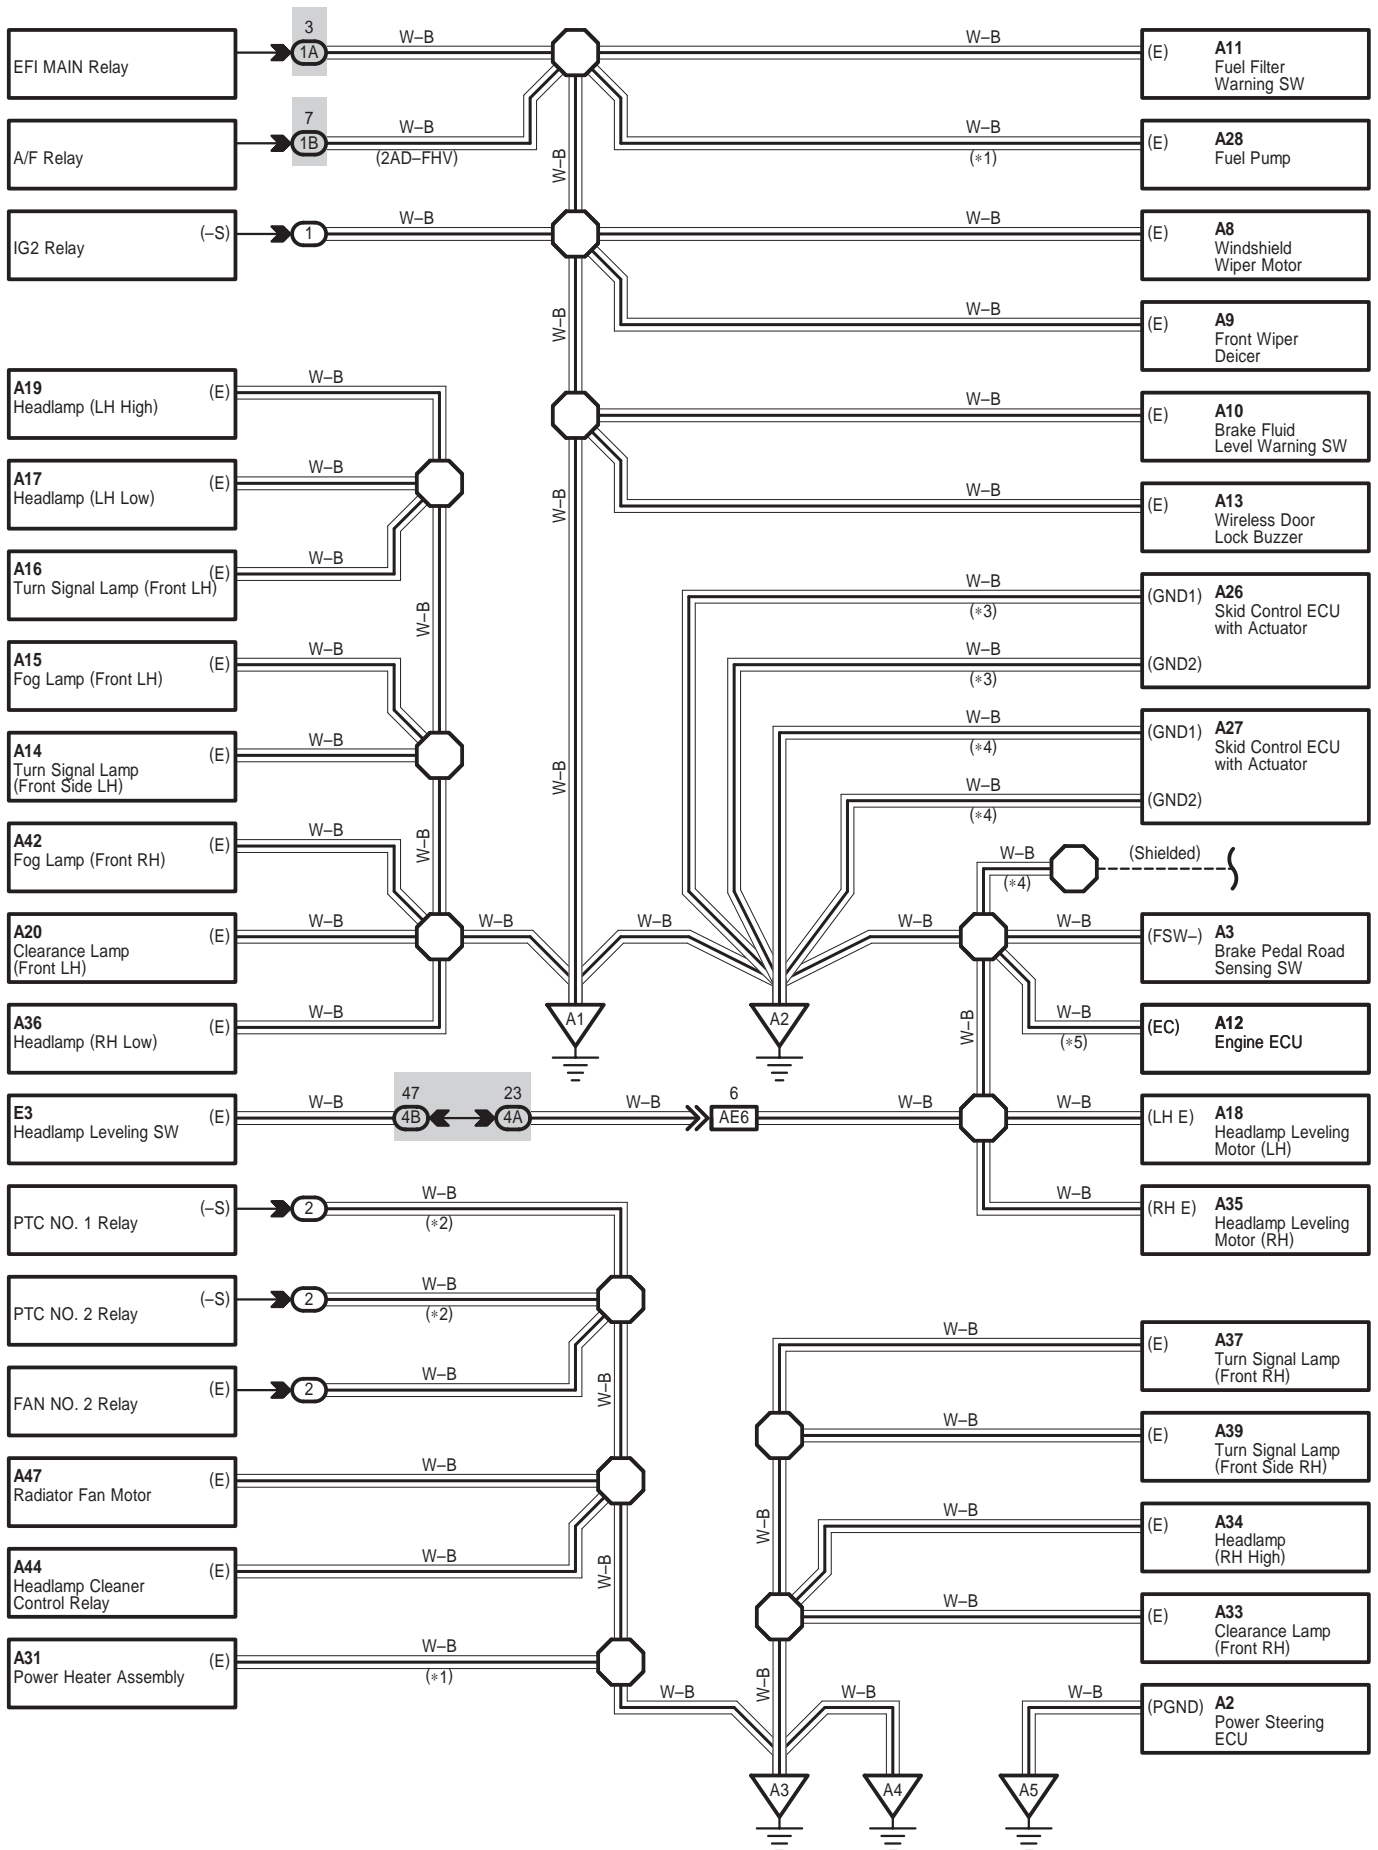 EFI MAIN Relay
3
1A
W–B
W–B
(E)
A11
Fuel Filter
Warning SW
A/F Relay
7
1B
W–B
(2AD–FHV)
W–B
W–B
(∗1)
(E)
A28
Fuel Pump
IG2 Relay
(–S)
1
W–B
W–B
(E)
A8
Windshield
Wiper Motor
W–B
W–B
(E)
A9
Front Wiper
Deicer
A19
Headlamp (LH High)
(E)
W–B
W–B
(E)
A10
Brake Fluid
Level Warning SW
A17
Headlamp (LH Low)
(E)
W–B
W–B
W–B
(E)
A13
Wireless Door
Lock Buzzer
A16
Turn Signal Lamp (Front LH)
(E)
W–B
W–B
W–B
(∗3)
(GND1)
A26
Skid Control ECU
with Actuator
A15
Fog Lamp (Front LH)
(E)
W–B
W–B
(∗3)
(GND2)
A14
Turn Signal Lamp
(Front Side LH)
(E)
W–B
W–B
W–B
(∗4)
(GND1)
A27
Skid Control ECU
with Actuator
W–B
(∗4)
(GND2)
A42
Fog Lamp (Front RH)
(E)
W–B
W–B
W–B
(∗4)
(Shielded)
A20
Clearance Lamp
(Front LH)
(E)
W–B
W–B
W–B
W–B
W–B
(FSW–)
A3
Brake Pedal Road
Sensing SW
A36
Headlamp (RH Low)
(E)
W–B
A1
A2
W–B
W–B
(∗5)
(EC)
A12
Engine ECU
E3
Headlamp Leveling SW
(E)
W–B
47
4B
23
4A
W–B
6
AE6
W–B
W–B
(LH E)
A18
Headlamp Leveling
Motor (LH)
PTC NO. 1 Relay
(–S)
2
W–B
(∗2)
W–B
(RH E)
A35
Headlamp Leveling
Motor (RH)
PTC NO. 2 Relay
(–S)
2
W–B
(∗2)
W–B
(E)
A37
Turn Signal Lamp
(Front RH)
FAN NO. 2 Relay
(E)
2
W–B
W–B
W–B
(E)
A39
Turn Signal Lamp
(Front Side RH)
A47
Radiator Fan Motor
(E)
W–B
W–B
W–B
(E)
A34
Headlamp
(RH High)
A44
Headlamp Cleaner
Control Relay
(E)
W–B
W–B
W–B
(E)
A33
Clearance Lamp
(Front RH)
A31
Power Heater Assembly
(E)
W–B
(∗1)
W–B
W–B
W–B
W–B
(PGND)
A2
Power Steering
ECU
A3
A4
A5